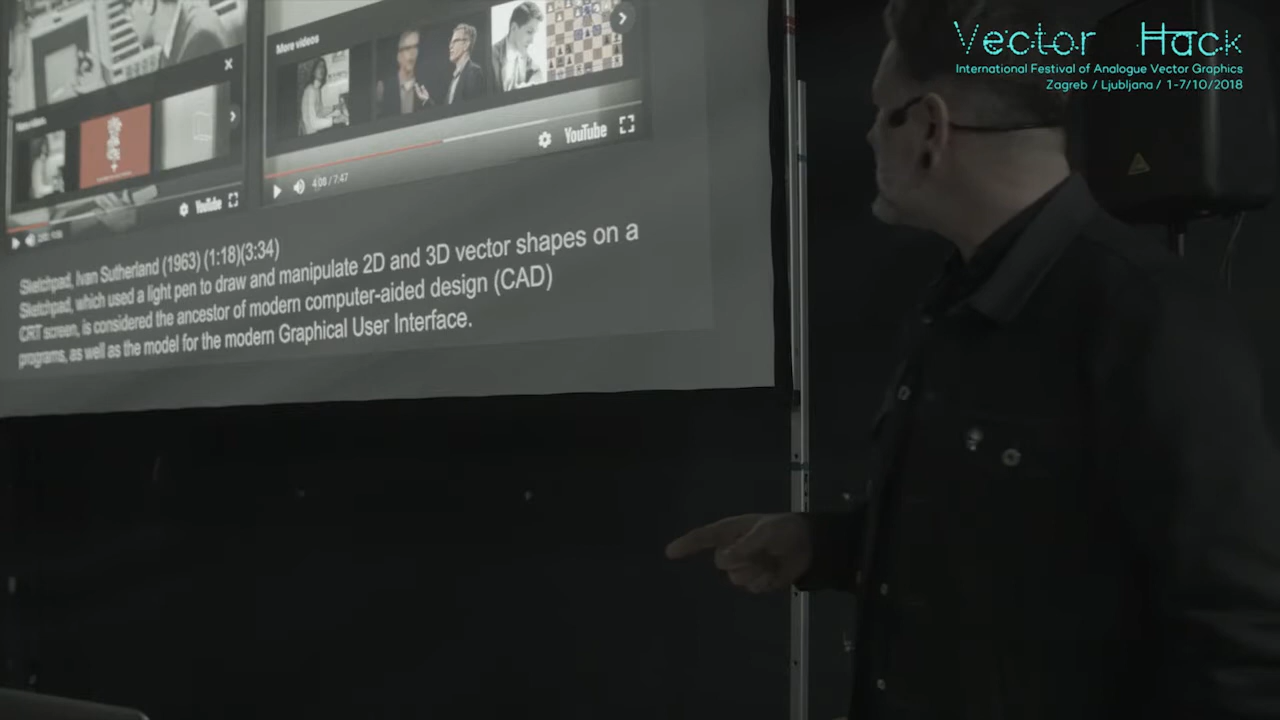 Vector Hack
International Festival of Analogue Vector Graphics
Zagreb / Ljubljana / 1-7/10/2018
More videos
YouTube
4:08 / 7:47
YouTube
Sketchpad, Ivan Sutherland (1963) (1:18)(3:34)
Sketchpad, which used a light pen to draw and manipulate 2D and 3D vector shapes on a
CRT screen, is considered the ancestor of modern computer-aided design (CAD)
programs, as well as the model for the modern Graphical User Interface.